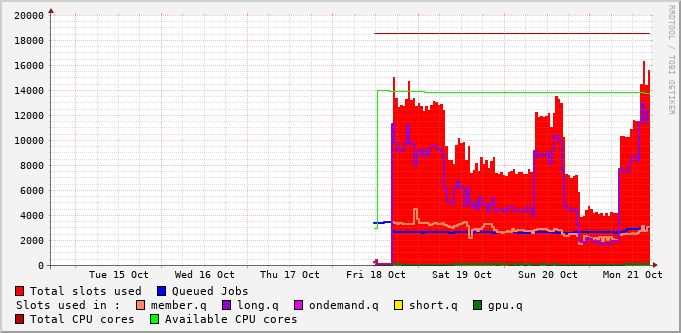 RRDTOOL / TOBI OETIKER
20000
18000
16000
14000
12000
10000
8000
6000
4000
2000
0
Tue 15 Oct Wed 16 Oct Thu 17 Oct Fri 18 Oct Sat 19 Oct Sun 20 Oct Mon 21 Oct
Total slots used Queued Jobs
Slots used in : member.q long.q ondemand.q short.q gpu.q
Total CPU cores Available CPU cores